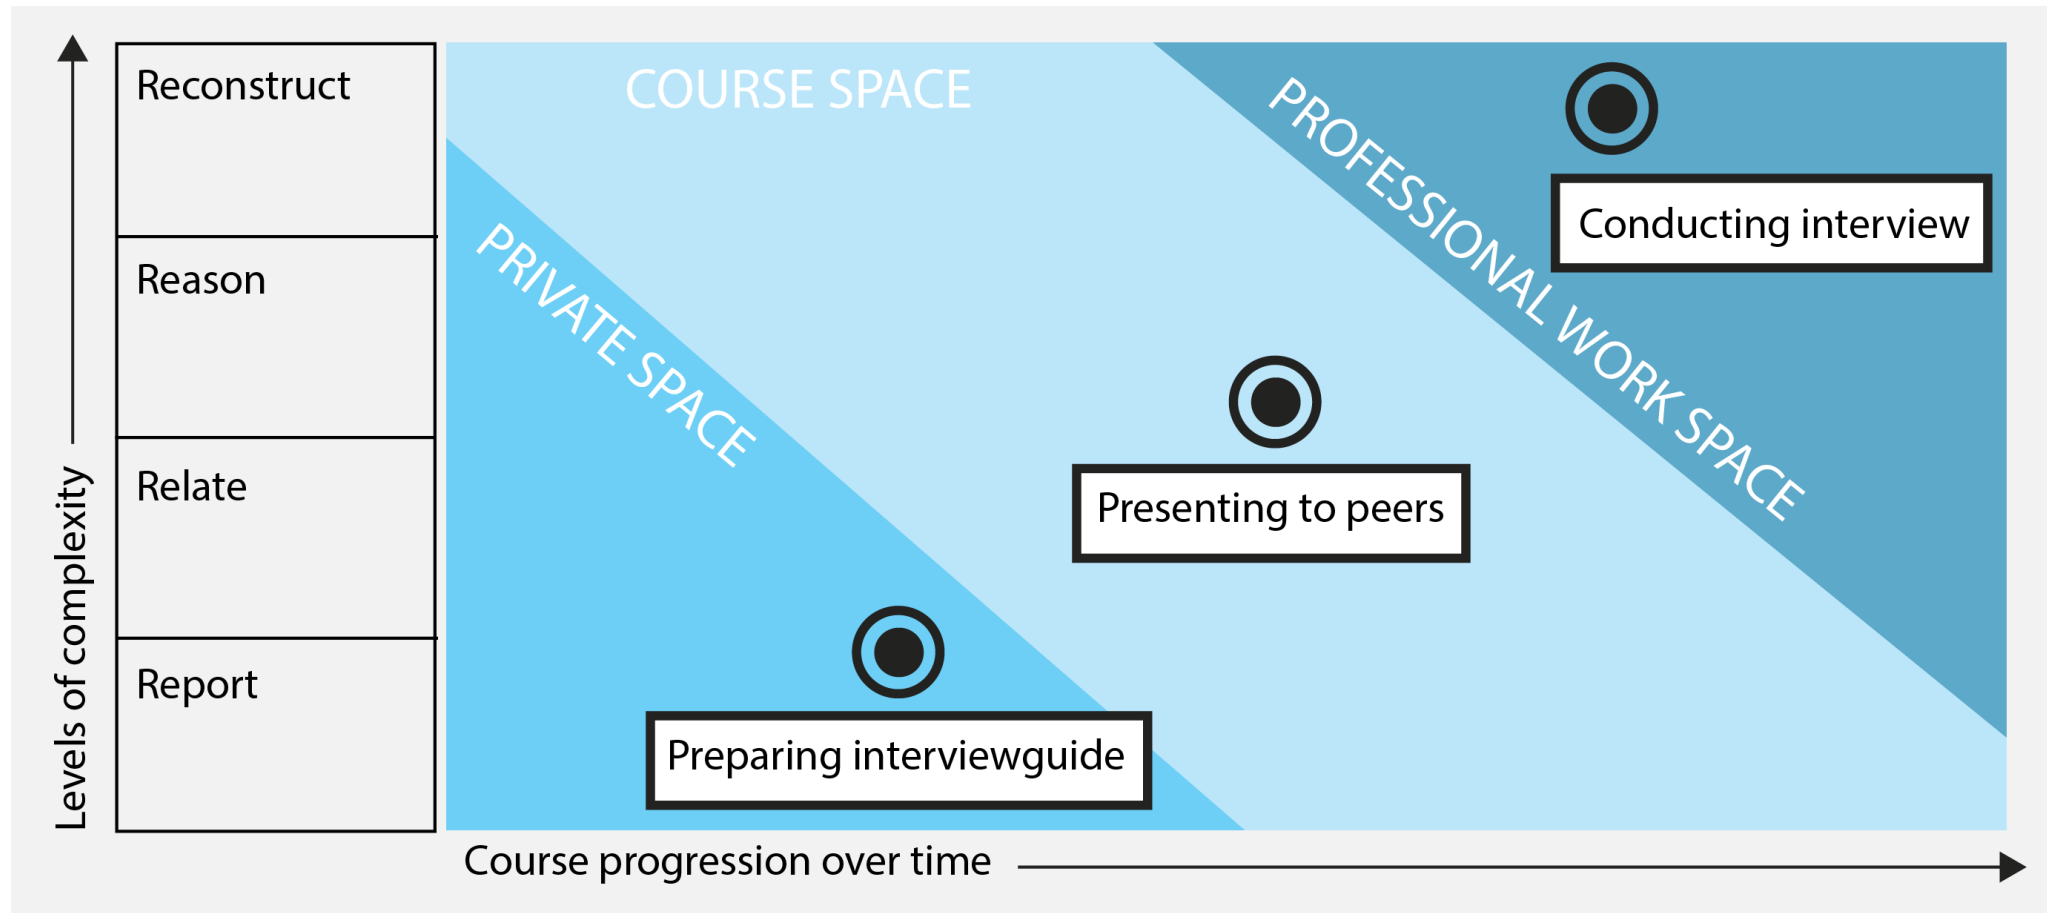 Reconstruct
Reason
Relate
Report
Levels of complexity
COURSE SPACE
PRIVATE SPACE
PROFESSIONAL WORK SPACE
Conducting interview
Presenting to peers
Preparing interviewguide
Course progression over time